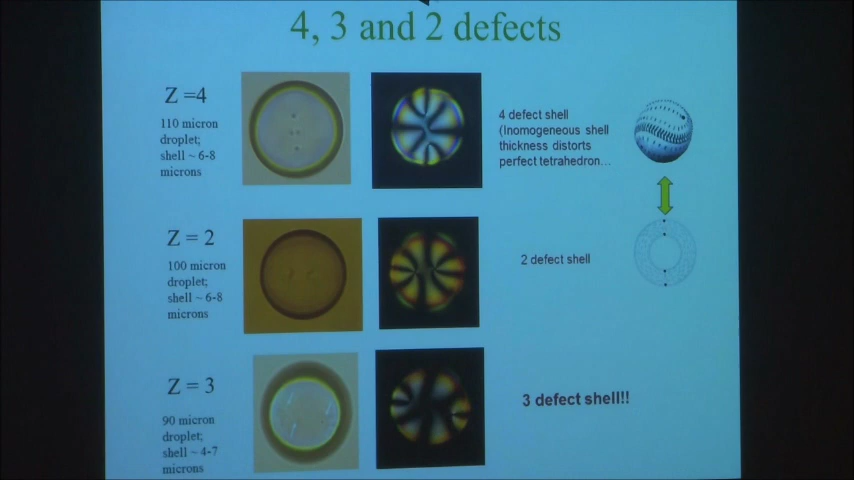 4, 3 and 2 defects
Z =4
110 micron
droplet;
shell ~ 6-8
microns
4 defect shell
(Inomogeneous shell
thickness distorts
perfect tetrahedron…
Z = 2
100 micron
droplet;
shell ~ 6-8
microns
2 defect shell
Z = 3
90 micron
droplet;
shell ~ 4-7
microns
3 defect shell!!